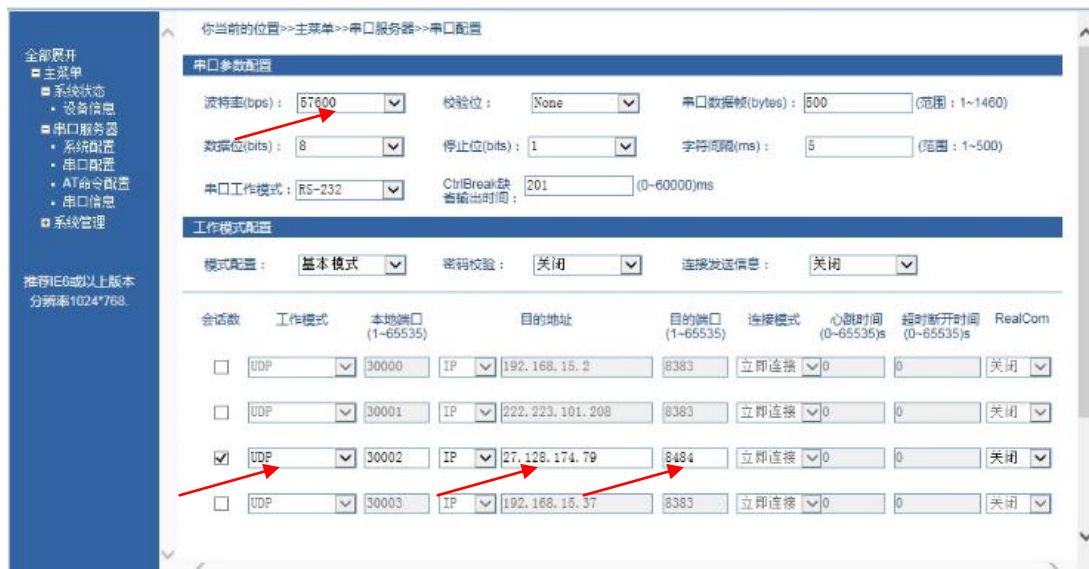 你当前的位置>>主菜单>>串口服务器>>串口配置
全部展开
主菜单
系统状态
设备信息
串口服务器
系统配置
串口配置
AT命令配置
串口信息
系统管理
推荐IE6或以上版本
分辨率1024*768.
串口参数配置
波特率(bps): 57600 校验位: None 串口数据帧(bytes): 500 (范围:1~1460)
数据位(bits): 8 停止位(bits): 1 字符间隔(ms): 5 (范围:1~500)
串口工作模式: RS-232 CtrlBreak缺省输出时间: 201 (0~60000)ms
工作模式配置
模式配置: 基本模式 密码校验: 关闭 连接发送信息: 关闭
会话数 工作模式 本地端口 目的地址 目的端口 连接模式 心跳时间 超时断开时间 RealCom
(1~65535) (1~65535) (0~65535)s (0~65535)s
UDP 30000 IP 192.168.15.2 8383 立即连接 0 0 关闭
UDP 30001 IP 222.223.101.208 8383 立即连接 0 0 关闭
UDP 30002 IP 27.128.174.79 8484 立即连接 0 0 关闭
UDP 30003 IP 192.168.15.37 8383 立即连接 0 0 关闭